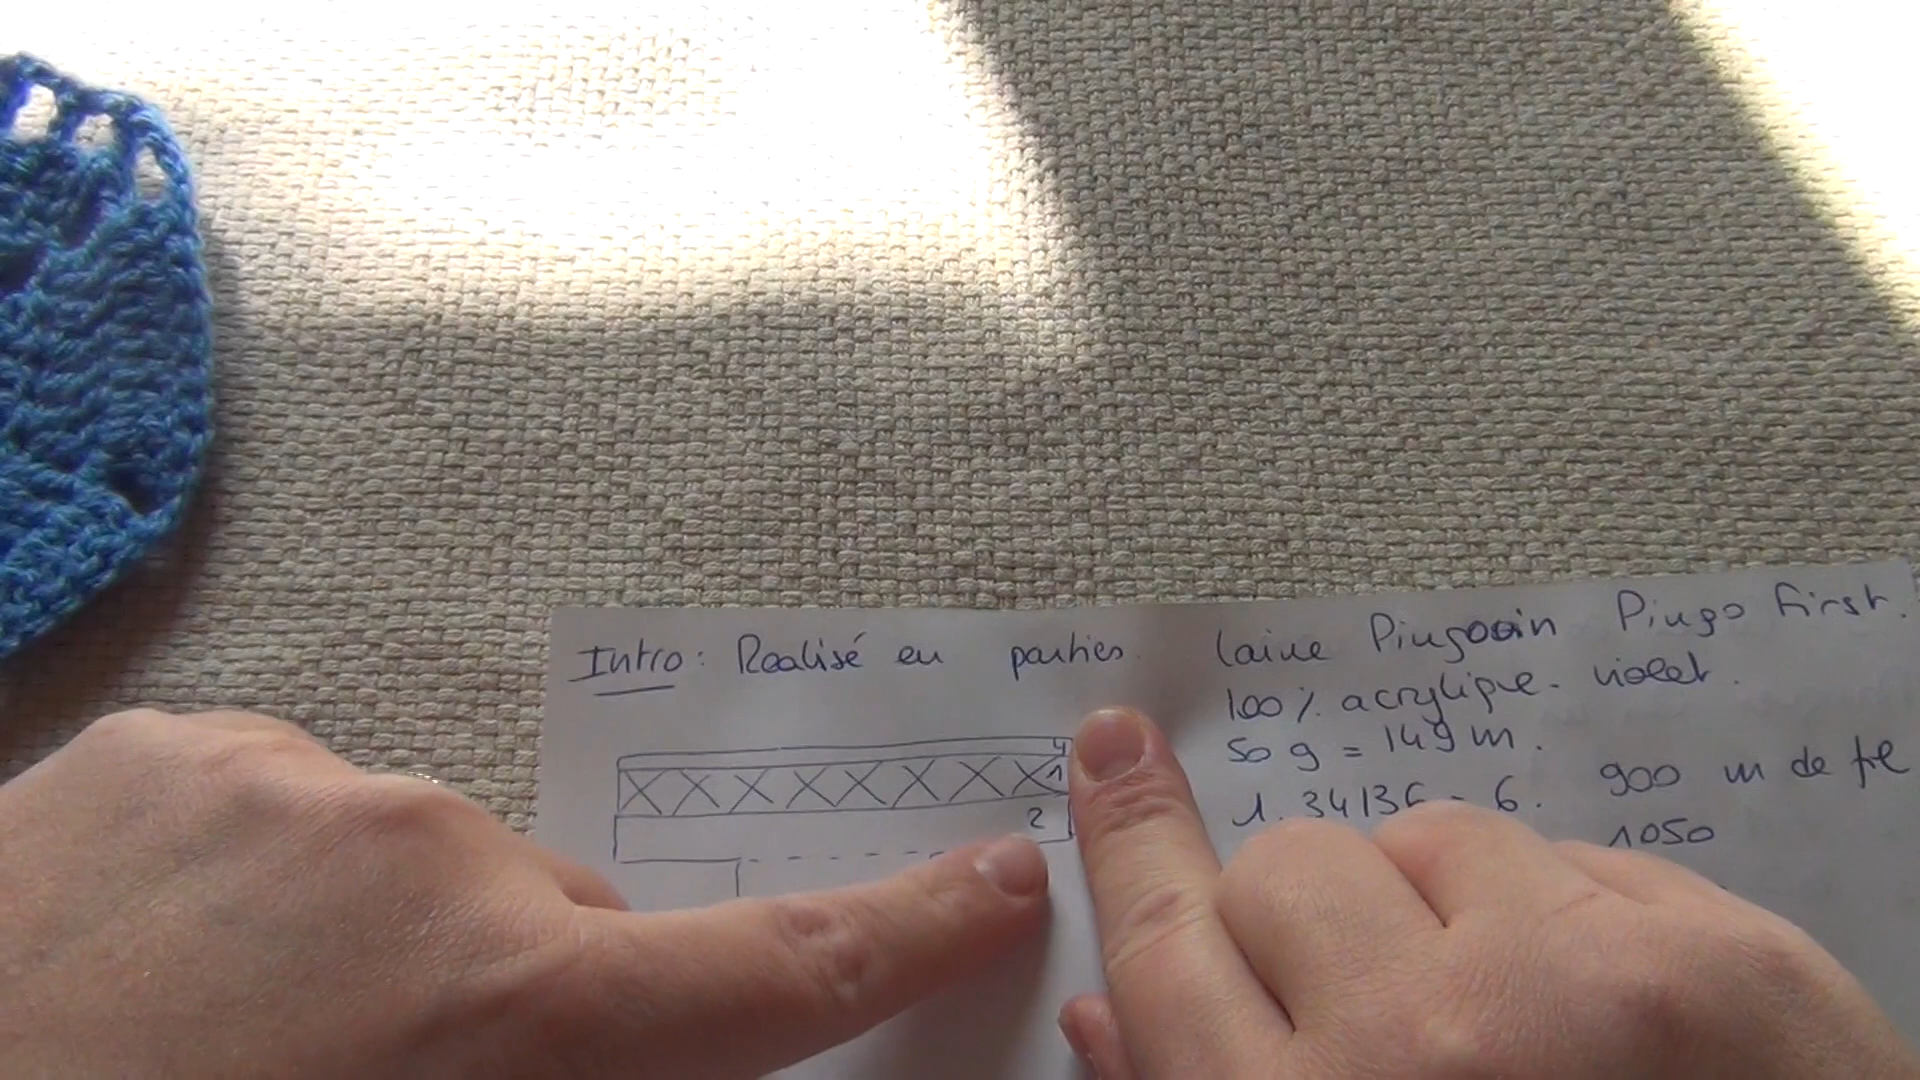 Intro : Realisé en parties.
laine Pingouin Pingo First.
100 % acrylique - violet.
50 g = 149 m.
900 m de fil
1050
4
1
2